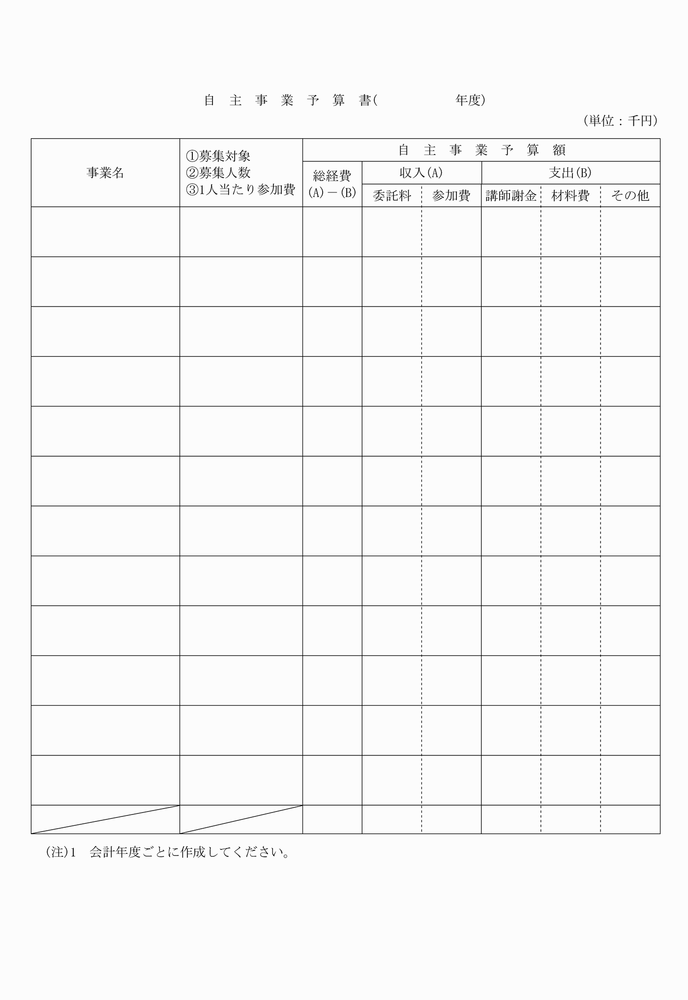 自　主　事　業　予　算　書(　　　　　　年度)
(単位：千円)
事業名
①募集対象
②募集人数
③1人当たり参加費
自　主　事　業　予　算　額
総経費
(A)－(B)
収入(A)
支出(B)
委託料
参加費
講師謝金
材料費
その他
(注)1　会計年度ごとに作成してください。